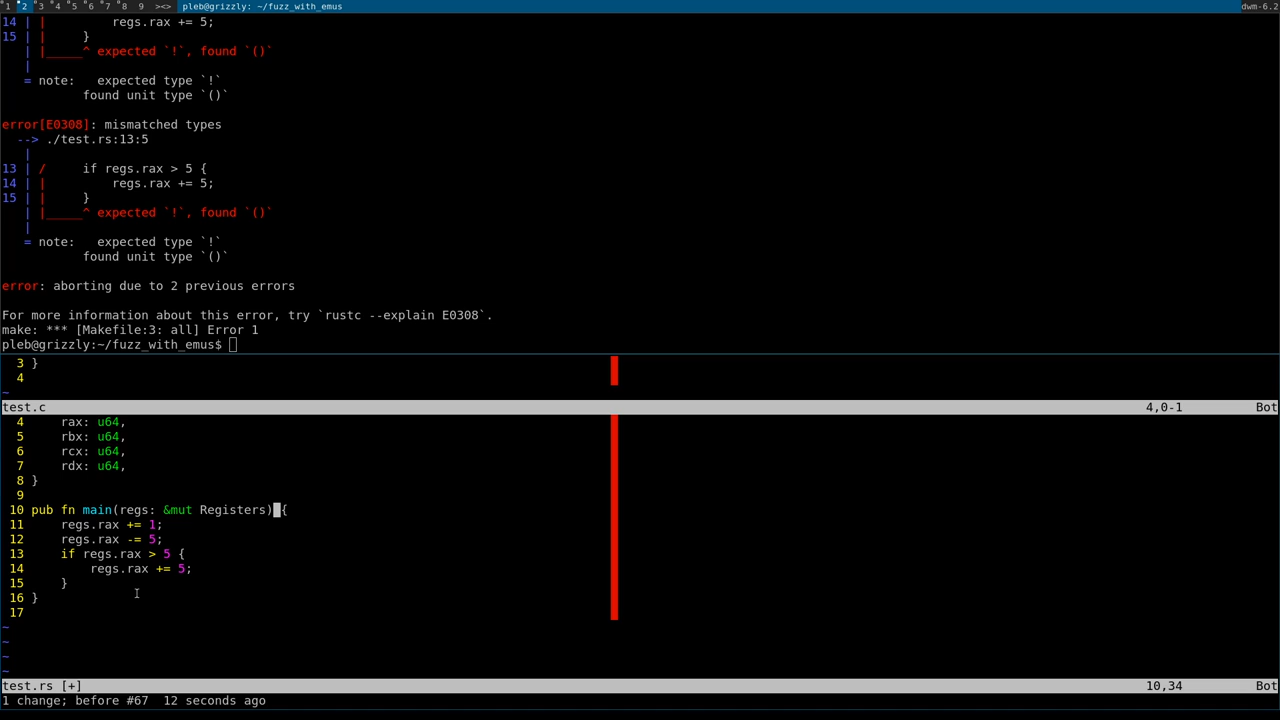 1 2 3 4 5 6 7 8 9 ><> pleb@grizzly: ~/fuzz_with_emus dwm-6.2
14 | |         regs.rax += 5;
15 | |     }
   | |_____^ expected `!`, found `()`
   |
   = note:   expected type `!`
           found unit type `()`
error[E0308]: mismatched types
  --> ./test.rs:13:5
   |
13 | /     if regs.rax > 5 {
14 | |         regs.rax += 5;
15 | |     }
   | |_____^ expected `!`, found `()`
   |
   = note:   expected type `!`
           found unit type `()`
error: aborting due to 2 previous errors
For more information about this error, try `rustc --explain E0308`.
make: *** [Makefile:3: all] Error 1
pleb@grizzly:~/fuzz_with_emus$
  3 }
  4
~
test.c 4,0-1 Bot
  4     rax: u64,
  5     rbx: u64,
  6     rcx: u64,
  7     rdx: u64,
  8 }
  9
 10 pub fn main(regs: &mut Registers) {
 11     regs.rax += 1;
 12     regs.rax -= 5;
 13     if regs.rax > 5 {
 14         regs.rax += 5;
 15     }
 16 }
 17
~
~
~
~
test.rs [+] 10,34 Bot
1 change; before #67  12 seconds ago